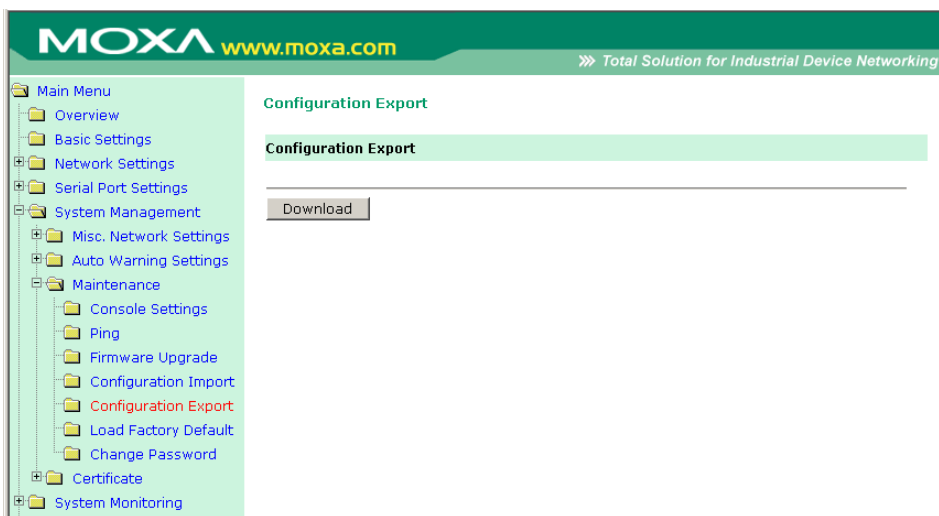 MOXA www.moxa.com
Total Solution for Industrial Device Networking
Main Menu
Overview
Basic Settings
Network Settings
Serial Port Settings
System Management
Misc. Network Settings
Auto Warning Settings
Maintenance
Console Settings
Ping
Firmware Upgrade
Configuration Import
Configuration Export
Load Factory Default
Change Password
Certificate
System Monitoring
Configuration Export
Configuration Export
Download